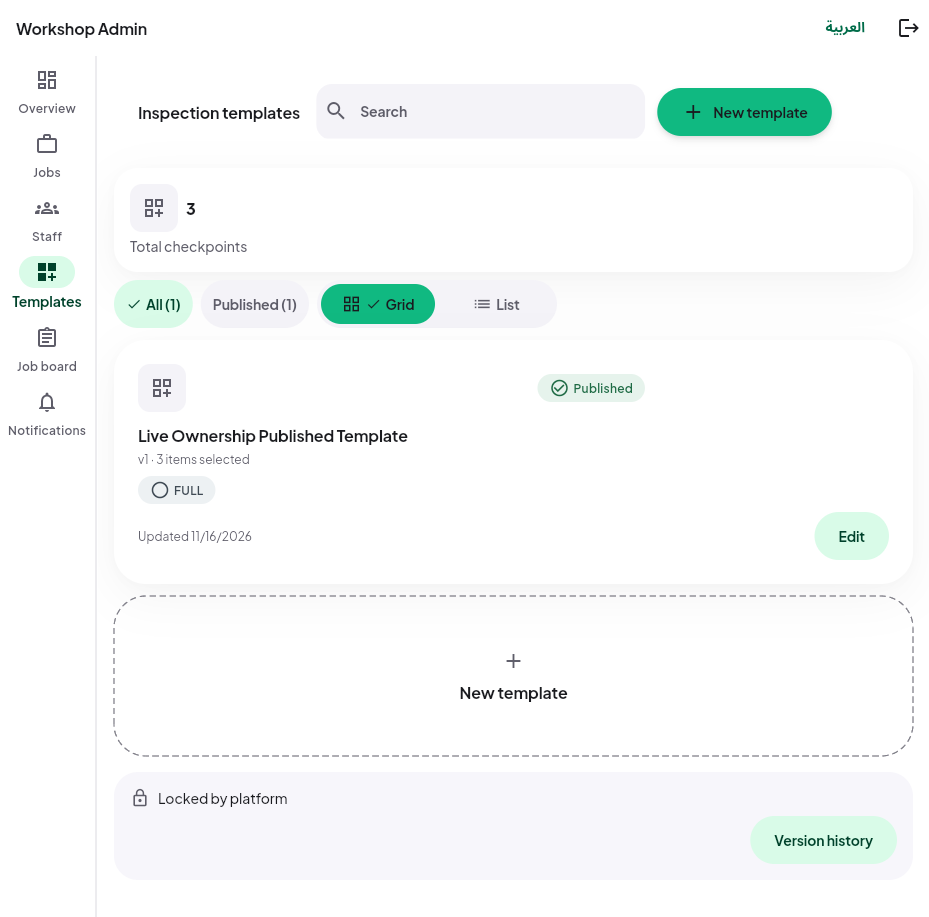 Workshop Admin
العربية
Overview
Jobs
Staff
Templates
Job board
Notifications
Inspection templates
Search
New template
3
Total checkpoints
All (1)
Published (1)
Grid
List
Published
Live Ownership Published Template
v1 · 3 items selected
FULL
Updated 11/16/2026
Edit
New template
Locked by platform
Version history